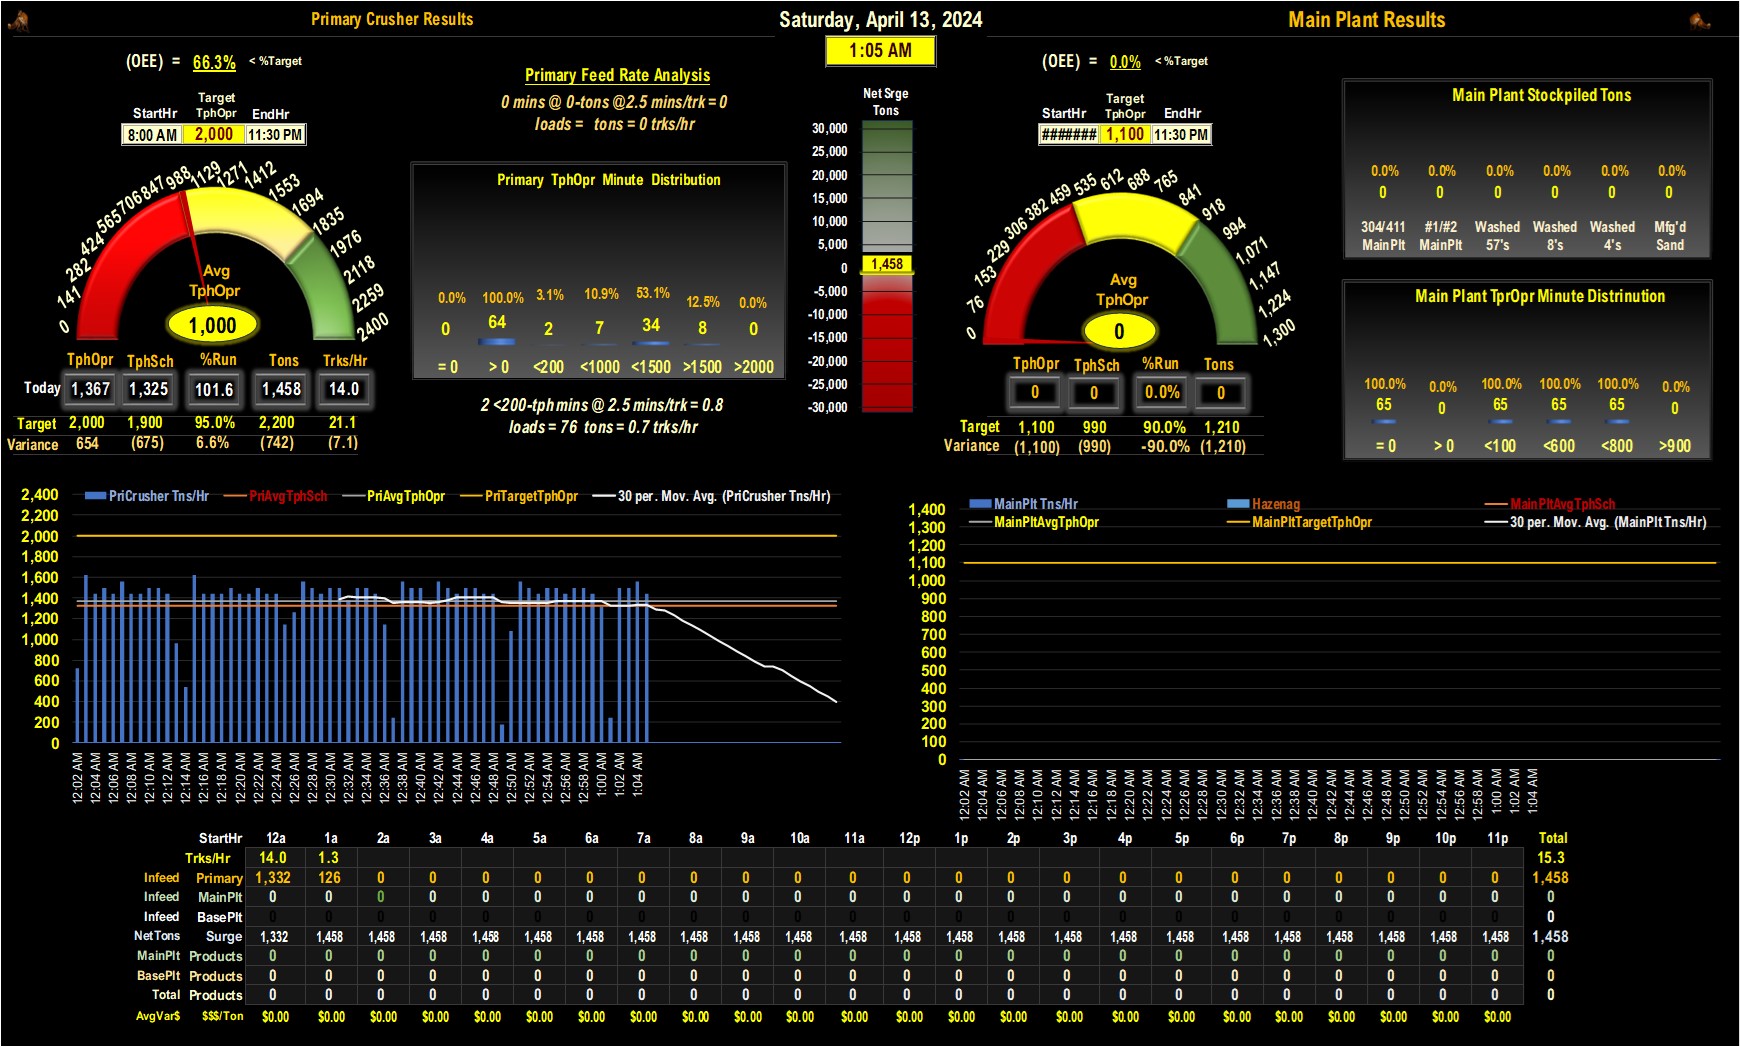 Primary Crusher Results
Saturday, April 13, 2024
Main Plant Results
1:05 AM
(OEE) = 66.3% < %Target
StartHr Target TphOpr EndHr
8:00 AM 2,000 11:30 PM
0 141 282 424 565 706 847 988 1129 1271 1412 1553 1694 1835 1976 2118 2259 2400
Avg
TphOpr
1,000
TphOpr TphSch %Run Tons Trks/Hr
Today 1,367 1,325 101.6 1,458 14.0
Target 2,000 1,900 95.0% 2,200 21.1
Variance 654 (675) 6.6% (742) (7.1)
Primary Feed Rate Analysis
0 mins @ 0-tons @2.5 mins/trk = 0
loads = tons = 0 trks/hr
Primary TphOpr Minute Distribution
0.0% 100.0% 3.1% 10.9% 53.1% 12.5% 0.0%
0 64 2 7 34 8 0
= 0 > 0 <200 <1000 <1500 >1500 >2000
2 <200-tph mins @ 2.5 mins/trk = 0.8
loads = 76 tons = 0.7 trks/hr
Net Srge
Tons
30,000
25,000
20,000
15,000
10,000
5,000
0
-5,000
-10,000
-15,000
-20,000
-25,000
-30,000
1,458
(OEE) = 0.0% < %Target
StartHr Target TphOpr EndHr
####### 1,100 11:30 PM
0 76 153 229 306 382 459 535 612 688 765 841 918 994 1,071 1,147 1,224 1,300
Avg
TphOpr
0
TphOpr TphSch %Run Tons
0 0 0.0% 0
Target 1,100 990 90.0% 1,210
Variance (1,100) (990) -90.0% (1,210)
Main Plant Stockpiled Tons
0.0% 0.0% 0.0% 0.0% 0.0% 0.0%
0 0 0 0 0 0
304/411 #1/#2 Washed Washed Washed Mfg'd
MainPlt MainPlt 57's 8's 4's Sand
Main Plant TprOpr Minute Distrinution
100.0% 0.0% 100.0% 100.0% 100.0% 0.0%
65 0 65 65 65 0
= 0 > 0 <100 <600 <800 >900
PriCrusher Tns/Hr PriAvgTphSch PriAvgTphOpr PriTargetTphOpr 30 per. Mov. Avg. (PriCrusher Tns/Hr)
2,400
2,200
2,000
1,800
1,600
1,400
1,200
1,000
800
600
400
200
0
12:02 AM 12:04 AM 12:06 AM 12:08 AM 12:10 AM 12:12 AM 12:14 AM 12:16 AM 12:18 AM 12:20 AM 12:22 AM 12:24 AM 12:26 AM 12:28 AM 12:30 AM 12:32 AM 12:34 AM 12:36 AM 12:38 AM 12:40 AM 12:42 AM 12:44 AM 12:46 AM 12:48 AM 12:50 AM 12:52 AM 12:54 AM 12:56 AM 12:58 AM 1:00 AM 1:02 AM 1:04 AM
MainPlt Tns/Hr Hazenag MainPltAvgTphSch
MainPltAvgTphOpr MainPltTargetTphOpr 30 per. Mov. Avg. (MainPlt Tns/Hr)
1,400
1,300
1,200
1,100
1,000
900
800
700
600
500
400
300
200
100
0
12:02 AM 12:04 AM 12:06 AM 12:08 AM 12:10 AM 12:12 AM 12:14 AM 12:16 AM 12:18 AM 12:20 AM 12:22 AM 12:24 AM 12:26 AM 12:28 AM 12:30 AM 12:32 AM 12:34 AM 12:36 AM 12:38 AM 12:40 AM 12:42 AM 12:44 AM 12:46 AM 12:48 AM 12:50 AM 12:52 AM 12:54 AM 12:56 AM 12:58 AM 1:00 AM 1:02 AM 1:04 AM
StartHr 12a 1a 2a 3a 4a 5a 6a 7a 8a 9a 10a 11a 12p 1p 2p 3p 4p 5p 6p 7p 8p 9p 10p 11p Total
Trks/Hr 14.0 1.3 15.3
Infeed Primary 1,332 126 0 0 0 0 0 0 0 0 0 0 0 0 0 0 0 0 0 0 0 0 0 0 1,458
Infeed MainPlt 0 0 0 0 0 0 0 0 0 0 0 0 0 0 0 0 0 0 0 0 0 0 0 0 0
Infeed BasePlt 0 0 0 0 0 0 0 0 0 0 0 0 0 0 0 0 0 0 0 0 0 0 0 0 0
NetTons Surge 1,332 1,458 1,458 1,458 1,458 1,458 1,458 1,458 1,458 1,458 1,458 1,458 1,458 1,458 1,458 1,458 1,458 1,458 1,458 1,458 1,458 1,458 1,458 1,458 1,458
MainPlt Products 0 0 0 0 0 0 0 0 0 0 0 0 0 0 0 0 0 0 0 0 0 0 0 0 0
BasePlt Products 0 0 0 0 0 0 0 0 0 0 0 0 0 0 0 0 0 0 0 0 0 0 0 0 0
Total Products 0 0 0 0 0 0 0 0 0 0 0 0 0 0 0 0 0 0 0 0 0 0 0 0 0
AvgVar$ $$$/Ton $0.00 $0.00 $0.00 $0.00 $0.00 $0.00 $0.00 $0.00 $0.00 $0.00 $0.00 $0.00 $0.00 $0.00 $0.00 $0.00 $0.00 $0.00 $0.00 $0.00 $0.00 $0.00 $0.00 $0.00